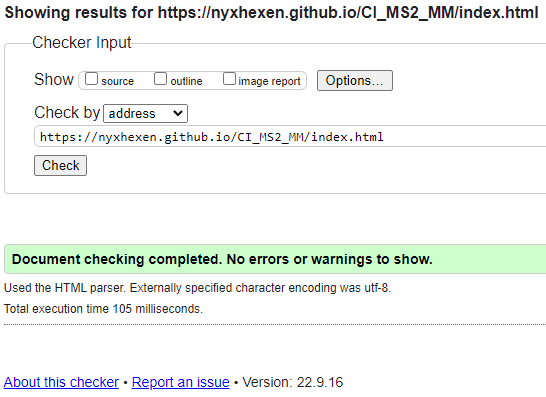 Showing results for https://nyxhexen.github.io/CI_MS2_MM/index.html
Checker Input
Show source outline image report Options...
Check by address
https://nyxhexen.github.io/CI_MS2_MM/index.html
Check
Document checking completed. No errors or warnings to show.
Used the HTML parser. Externally specified character encoding was utf-8.
Total execution time 105 milliseconds.
About this checker • Report an issue • Version: 22.9.16